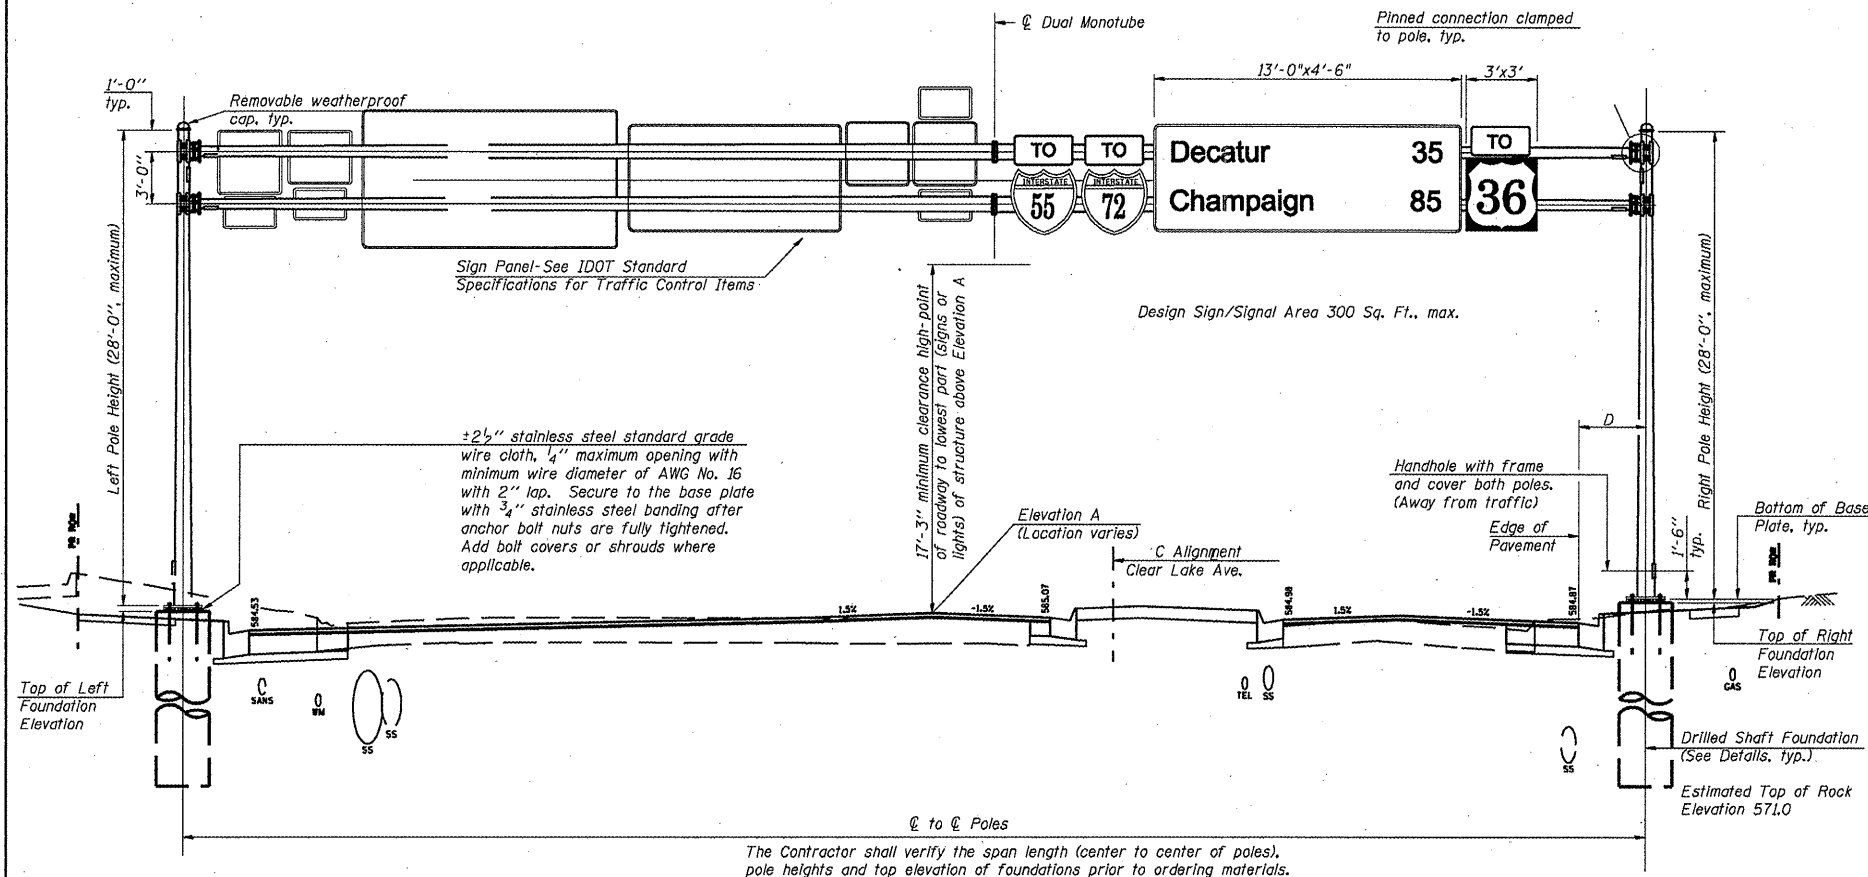 ℄ Dual Monotube
Pinned connection clamped
to pole, typ.
1'-0"
typ.
Removable weatherproof
cap, typ.
13'-0"x4'-6"
3'x3'
3'-0"
TO
TO
INTERSTATE
55
INTERSTATE
72
Decatur 35
Champaign 85
TO
36
Sign Panel-See IDOT Standard
Specifications for Traffic Control Items
Design Sign/Signal Area 300 Sq. Ft., max.
Left Pole Height (28'-0", maximum)
17'-3" minimum clearance high-point
of roadway to lowest part (signs or
lights) of structure above Elevation A
Right Pole Height (28'-0", maximum)
±2½" stainless steel standard grade
wire cloth, ¼" maximum opening with
minimum wire diameter of AWG No. 16
with 2" lap. Secure to the base plate
with ¾" stainless steel banding after
anchor bolt nuts are fully tightened.
Add bolt covers or shrouds where
applicable.
D
Handhole with frame
and cover both poles.
(Away from traffic)
Edge of
Pavement
1'-6"
typ.
Bottom of Base
Plate, typ.
Elevation A
(Location varies)
C Alignment
Clear Lake Ave.
PR ROW
PR ROW
584.53
1.5%
-1.5%
585.07
584.98
1.5%
-1.5%
584.87
Top of Left
Foundation
Elevation
SANS
WM
SS
SS
TEL
SS
SS
GAS
Top of Right
Foundation
Elevation
Drilled Shaft Foundation
(See Details, typ.)
Estimated Top of Rock
Elevation 571.0
℄ to ℄ Poles
The Contractor shall verify the span length (center to center of poles),
pole heights and top elevation of foundations prior to ordering materials.